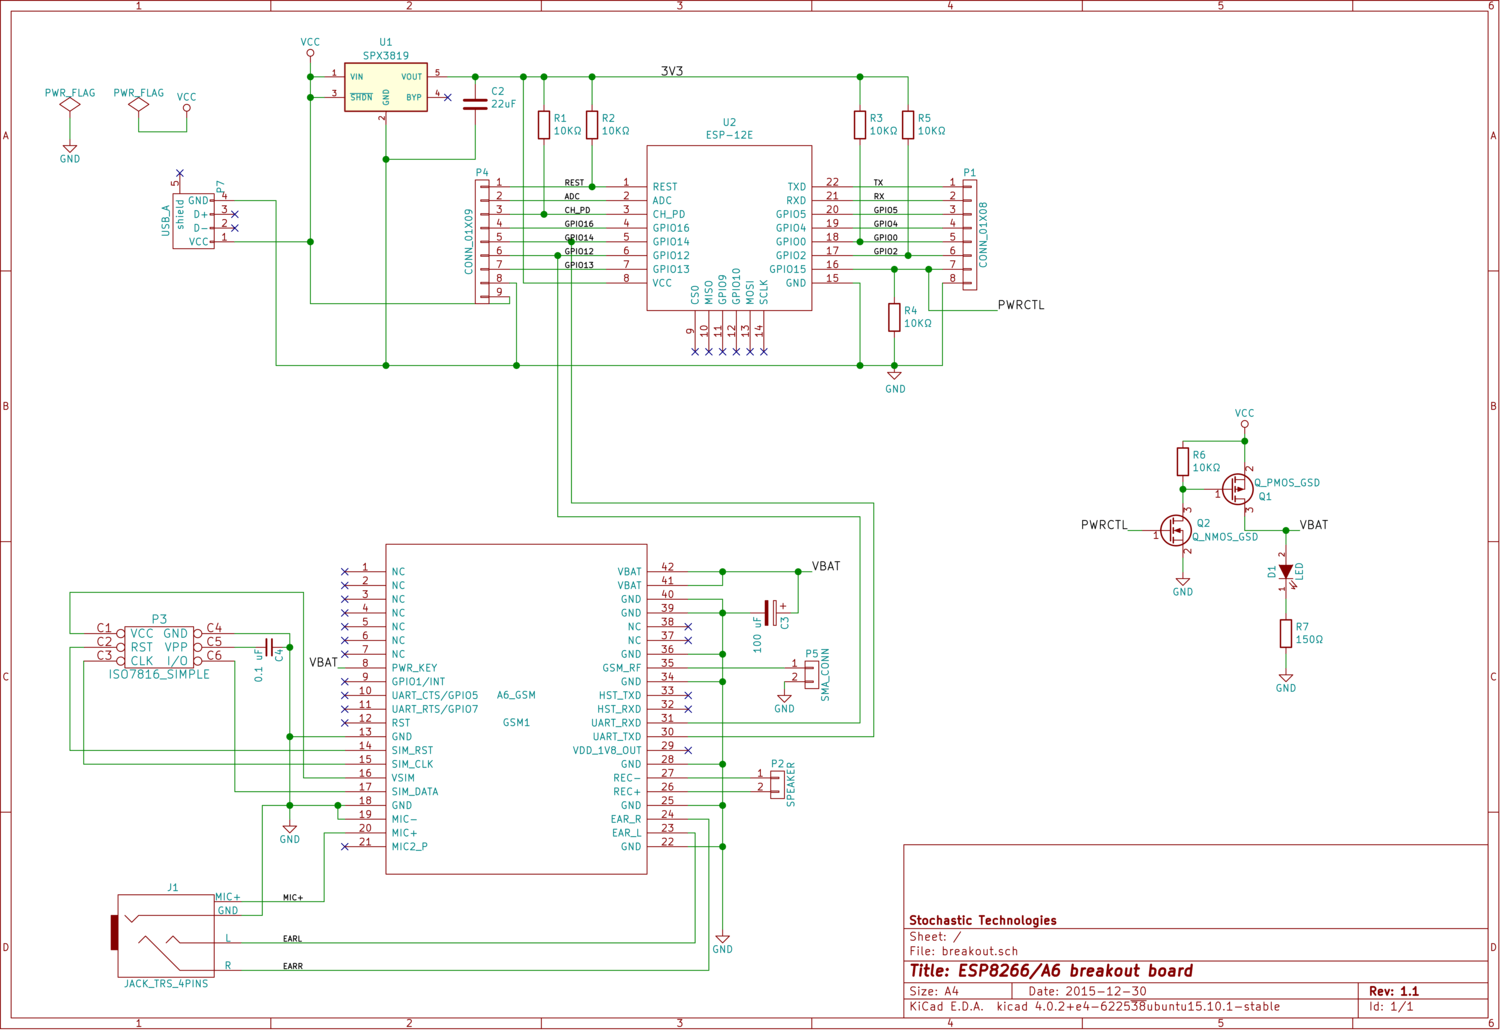 1 2 3 4 5 6
A
B
C
D
VCC
U1
SPX3819
1 VIN VOUT 5
3 SHDN GND BYP 4
2
C2
22uF
PWR_FLAG PWR_FLAG VCC
GND
3V3
R1
10KΩ
R2
10KΩ
R3
10KΩ
R5
10KΩ
U2
ESP-12E
P7
USB_A
shield
5
GND 4
D+ 3
D- 2
VCC 1
P4
CONN_01X09
1
2
3
4
5
6
7
8
9
REST
ADC
CH_PD
GPIO16
GPIO14
GPIO12
GPIO13
1 REST
2 ADC
3 CH_PD
4 GPIO16
5 GPIO14
6 GPIO12
7 GPIO13
8 VCC
TXD 22
RXD 21
GPIO5 20
GPIO4 19
GPIO0 18
GPIO2 17
GPIO15 16
GND 15
CS0 MISO GPIO9 GPIO10 MOSI SCLK
9 10 11 12 13 14
TX
RX
GPIO5
GPIO4
GPIO0
GPIO2
P1
CONN_01X08
1
2
3
4
5
6
7
8
PWRCTL
R4
10KΩ
GND
VCC
R6
10KΩ
2
Q_PMOS_GSD
1
Q1
3
PWRCTL
3
1
Q2
Q_NMOS_GSD
2
GND
VBAT
2
D1
LED
1
R7
150Ω
GND
P3
C1 VCC GND C4
C2 RST VPP C5
C3 CLK I/O C6
ISO7816_SIMPLE
0.1 uF
C4
VBAT
A6_GSM
GSM1
1 NC
2 NC
3 NC
4 NC
5 NC
6 NC
7 NC
8 PWR_KEY
9 GPIO1/INT
10 UART_CTS/GPIO5
11 UART_RTS/GPIO7
12 RST
13 GND
14 SIM_RST
15 SIM_CLK
16 VSIM
17 SIM_DATA
18 GND
19 MIC-
20 MIC+
21 MIC2_P
VBAT 42
VBAT 41
GND 40
GND 39
NC 38
NC 37
GND 36
GSM_RF 35
GND 34
HST_TXD 33
HST_RXD 32
UART_RXD 31
UART_TXD 30
VDD_1V8_OUT 29
GND 28
REC- 27
REC+ 26
GND 25
EAR_R 24
EAR_L 23
GND 22
VBAT
+
100 uF
C3
P5
1
2
SMA_CONN
GND
P2
1
2
SPEAKER
GND
GND
J1
MIC+
GND
L
R
JACK_TRS_4PINS
MIC+
EARL
EARR
Stochastic Technologies
Sheet: /
File: breakout.sch
Title: ESP8266/A6 breakout board
Size: A4 Date: 2015-12-30 Rev: 1.1
KiCad E.D.A. kicad 4.0.2+e4-622538ubuntu15.10.1-stable Id: 1/1
A
B
C
D
1 2 3 4 5 6